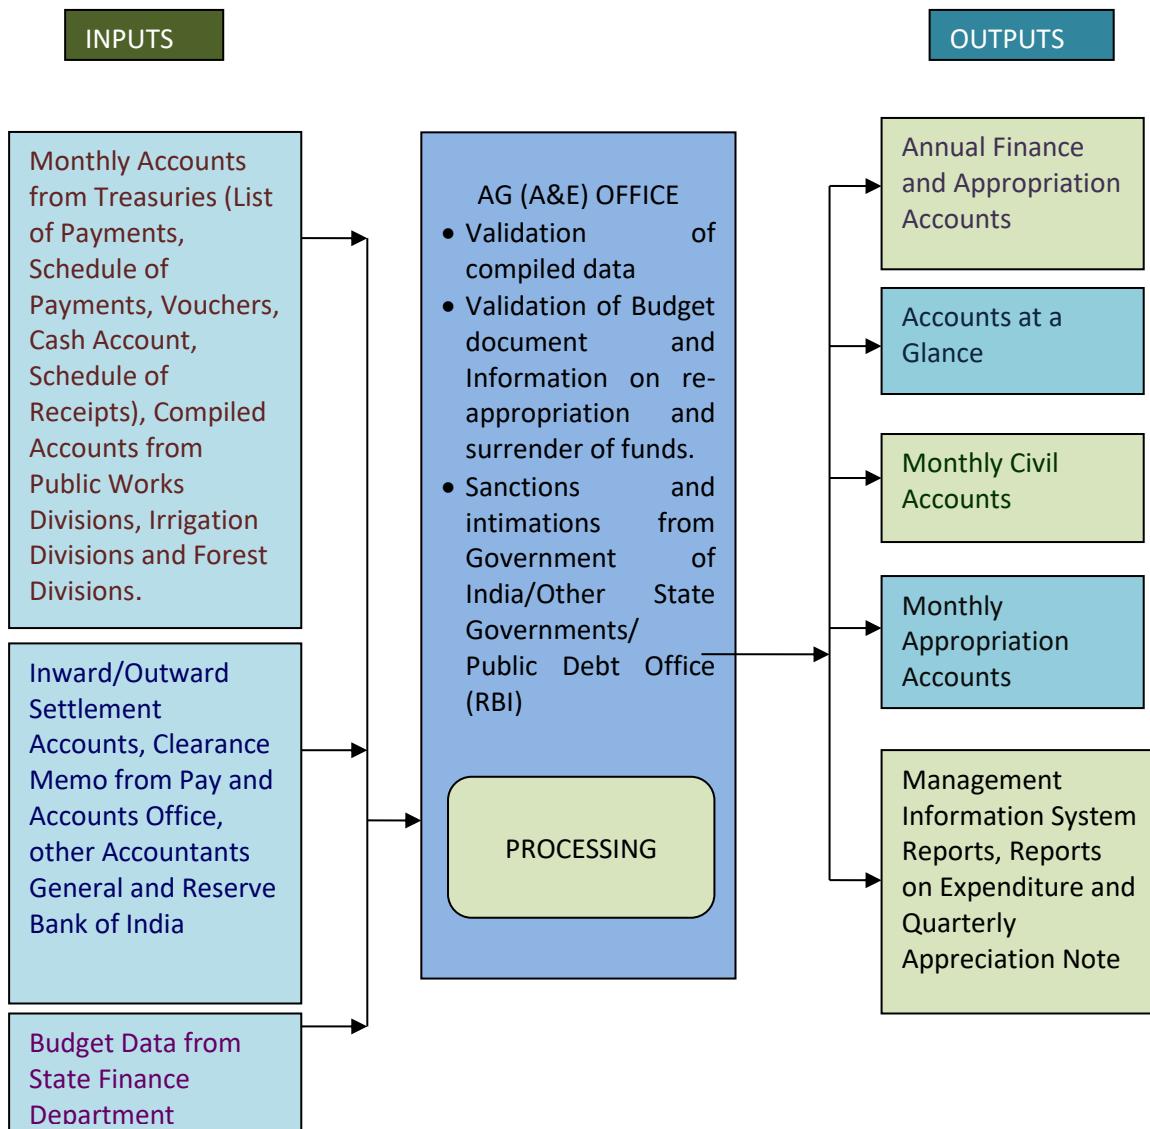 INPUTS
OUTPUTS
Monthly Accounts
from Treasuries (List
of Payments,
Schedule of
Payments, Vouchers,
Cash Account,
Schedule of
Receipts), Compiled
Accounts from
Public Works
Divisions, Irrigation
Divisions and Forest
Divisions.
Inward/Outward
Settlement
Accounts, Clearance
Memo from Pay and
Accounts Office,
other Accountants
General and Reserve
Bank of India
Budget Data from
State Finance
Department
AG (A&E) OFFICE
• Validation of
compiled data
• Validation of Budget
document and
Information on re-
appropriation and
surrender of funds.
• Sanctions and
intimations from
Government of
India/Other State
Governments/
Public Debt Office
(RBI)
PROCESSING
Annual Finance
and Appropriation
Accounts
Accounts at a
Glance
Monthly Civil
Accounts
Monthly
Appropriation
Accounts
Management
Information System
Reports, Reports
on Expenditure and
Quarterly
Appreciation Note